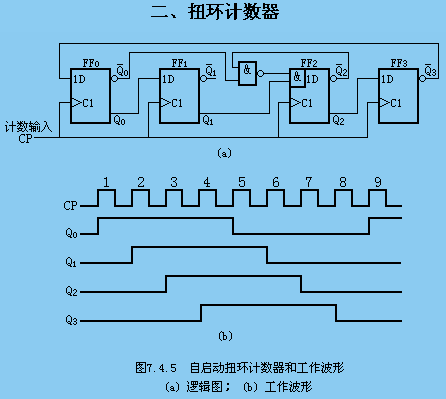 二、扭环计数器
FF0 FF1 FF2 FF3
1D Q̅0 1D Q̅1 & & 1D Q̅2 1D Q̅3
C1 C1 C1 C1
Q0 Q1 Q2
计数输入
CP
(a)
1 2 3 4 5 6 7 8 9
CP
Q0
Q1
Q2
Q3
(b)
图7.4.5 自启动扭环计数器和工作波形
(a) 逻辑图; (b) 工作波形